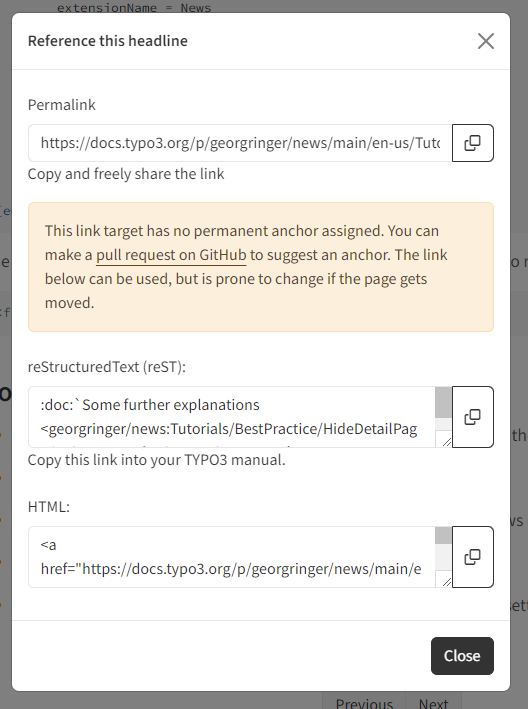 extensionName = News
Reference this headline
Permalink
https://docs.typo3.org/p/georgringer/news/main/en-us/Tuto
Copy and freely share the link
This link target has no permanent anchor assigned. You can
make a pull request on GitHub to suggest an anchor. The link
below can be used, but is prone to change if the page gets
moved.
reStructuredText (reST):
:doc:`Some further explanations
<georgringer/news:Tutorials/BestPractice/HideDetailPag
Copy this link into your TYPO3 manual.
HTML:
<a
href="https://docs.typo3.org/p/georgringer/news/main/e
Close
Previous
Next